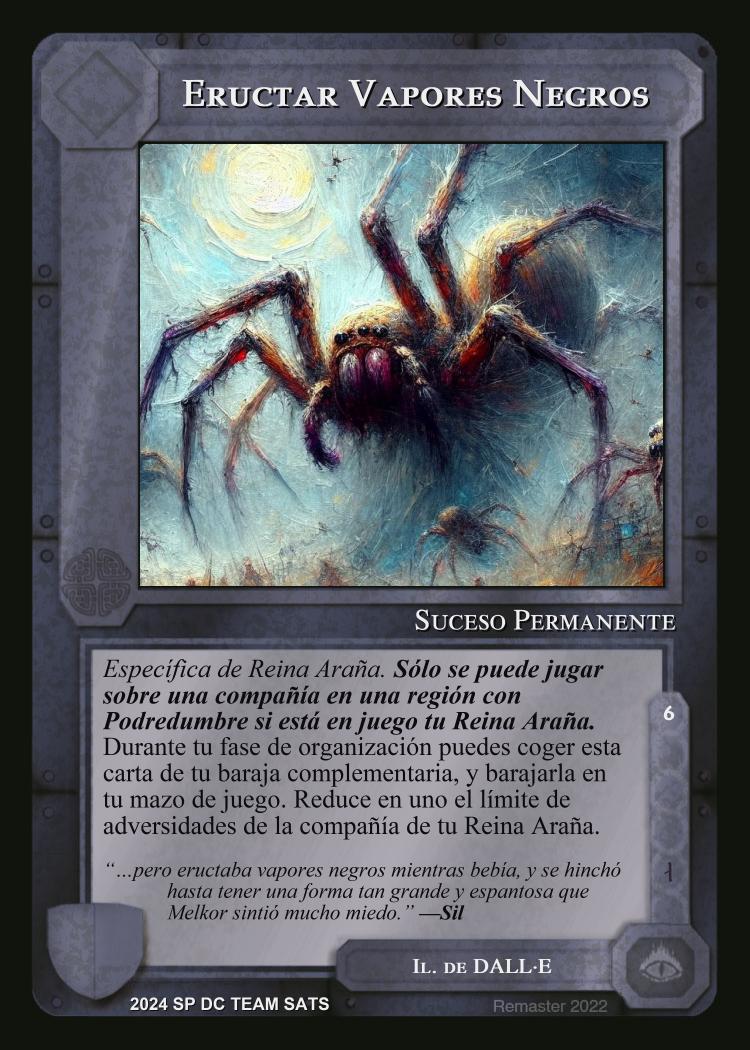 Eructar Vapores Negros
Suceso Permanente
Específica de Reina Araña. Sólo se puede jugar
sobre una compañía en una región con
Podredumbre si está en juego tu Reina Araña.
Durante tu fase de organización puedes coger esta
carta de tu baraja complementaria, y barajarla en
tu mazo de juego. Reduce en uno el límite de
adversidades de la compañía de tu Reina Araña.
6
“...pero eructaba vapores negros mientras bebía, y se hinchó
hasta tener una forma tan grande y espantosa que
Melkor sintió mucho miedo.” —Sil
Il. de DALL·E
2024 SP DC TEAM SATS
Remaster 2022